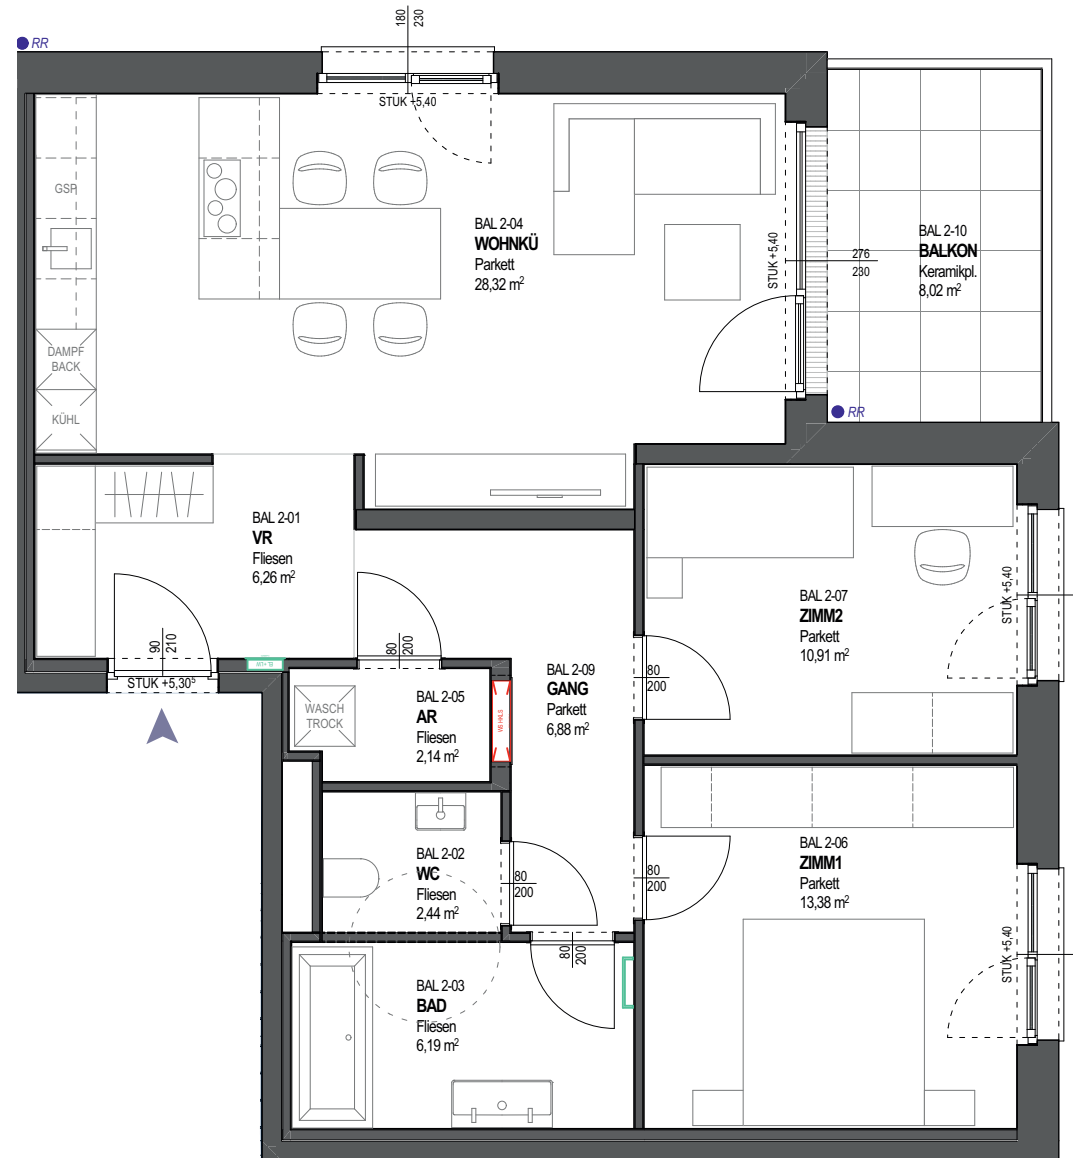 180
230
RR
STUK +5,40
GSP
BAL 2-04
WOHNKÜ
Parkett
28,32 m²
STUK +5,40
276
230
BAL 2-10
BALKON
Keramikpl.
8,02 m²
DAMPF
BACK
KÜHL
RR
BAL 2-01
VR
Fliesen
6,26 m²
90
210
STUK +5,30⁵
80
200
BAL 2-07
ZIMM2
Parkett
10,91 m²
STUK +5,40
BAL 2-09
GANG
Parkett
6,88 m²
80
200
WASCH
TROCK
BAL 2-05
AR
Fliesen
2,14 m²
BAL 2-02
WC
Fliesen
2,44 m²
80
200
80
200
BAL 2-06
ZIMM1
Parkett
13,38 m²
STUK +5,40
80
200
BAL 2-03
BAD
Fliesen
6,19 m²